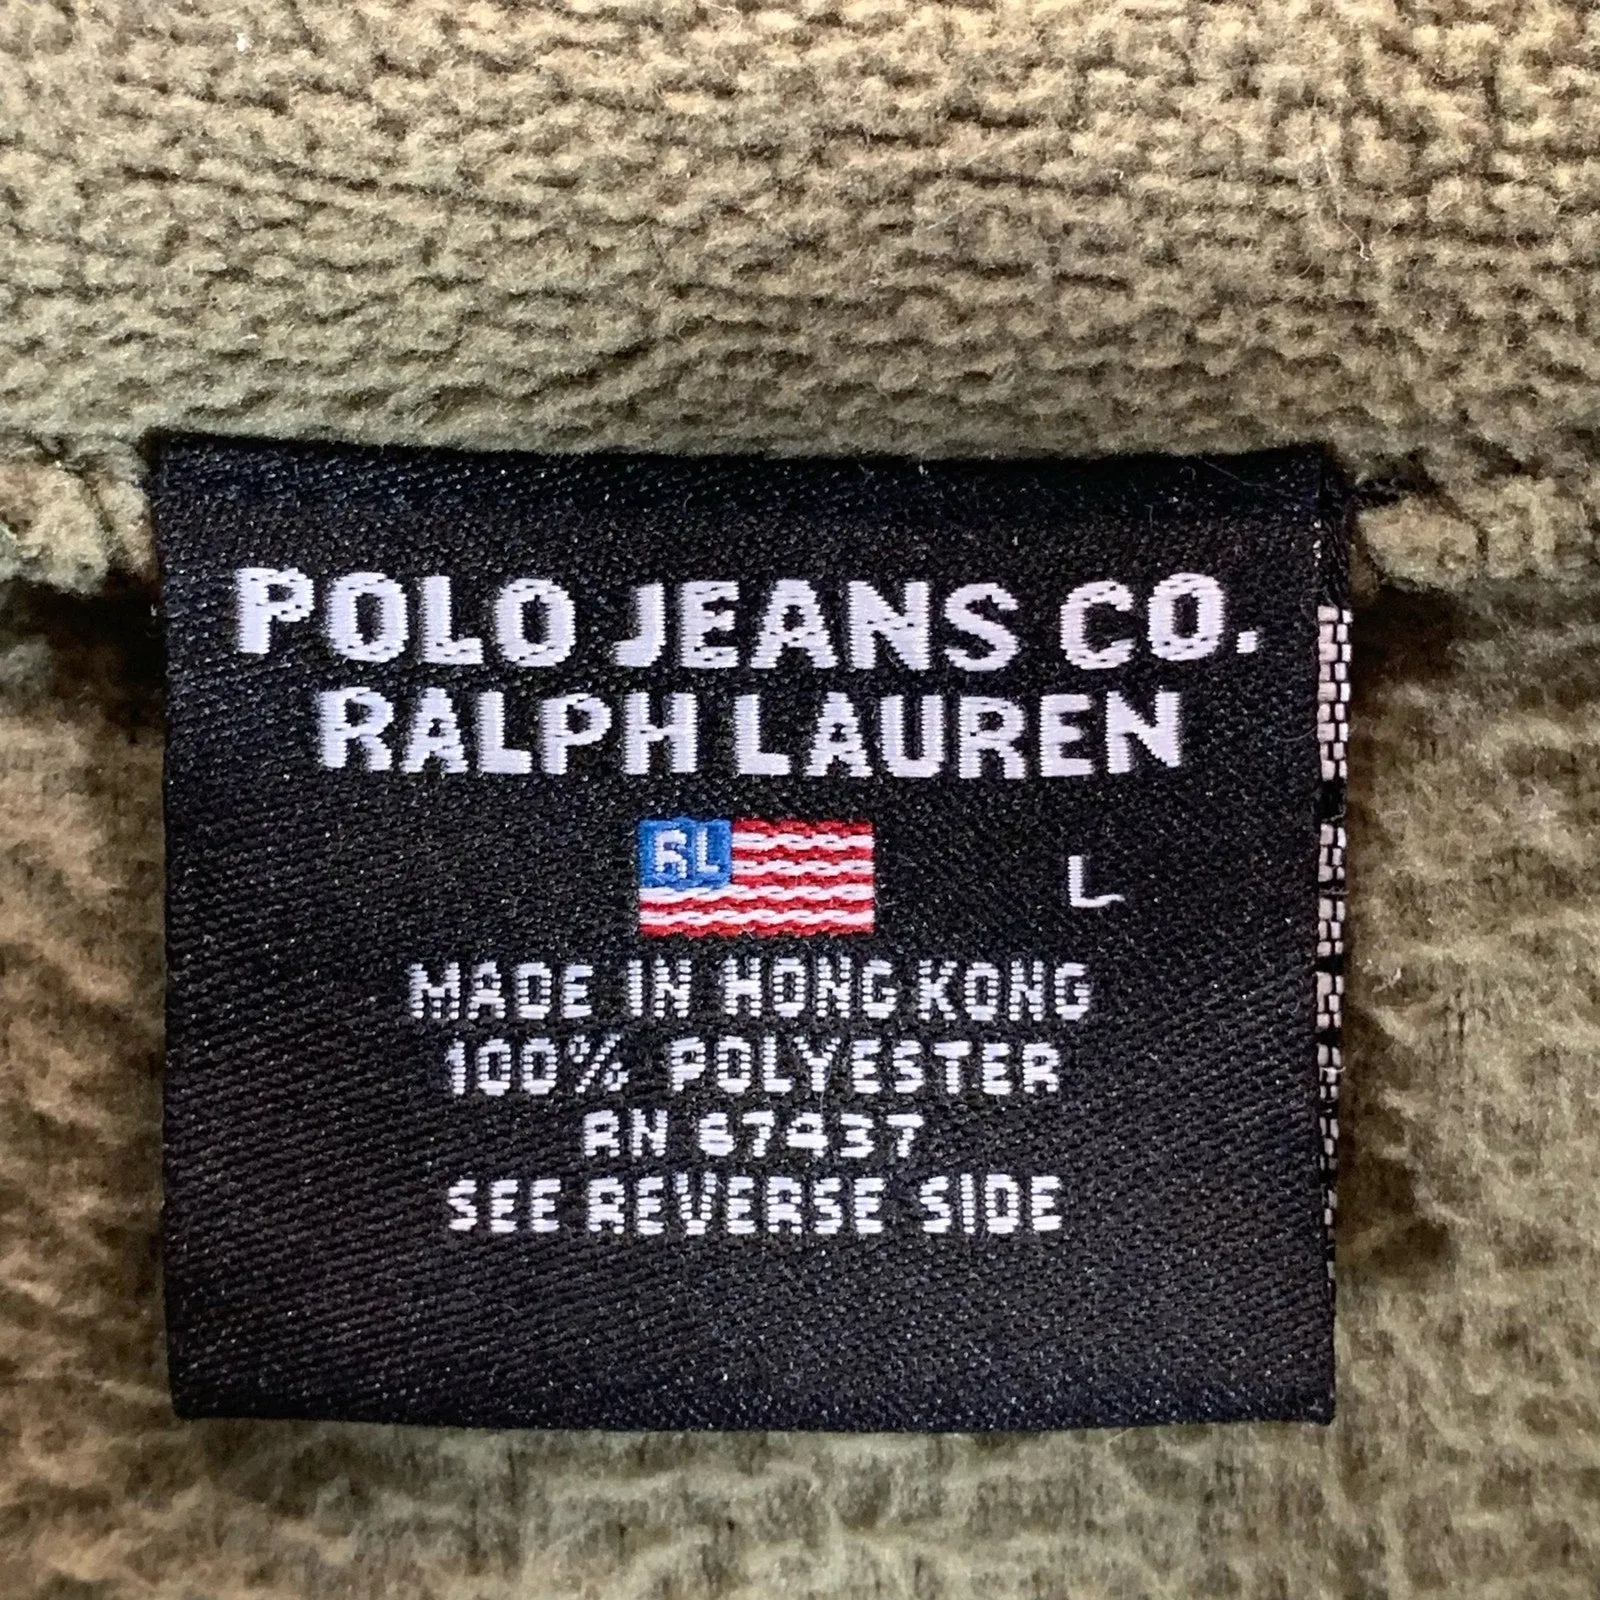 POLO JEANS CO.
RALPH LAUREN
RL
L
MADE IN HONG KONG
100% POLYESTER
RN 67437
SEE REVERSE SIDE